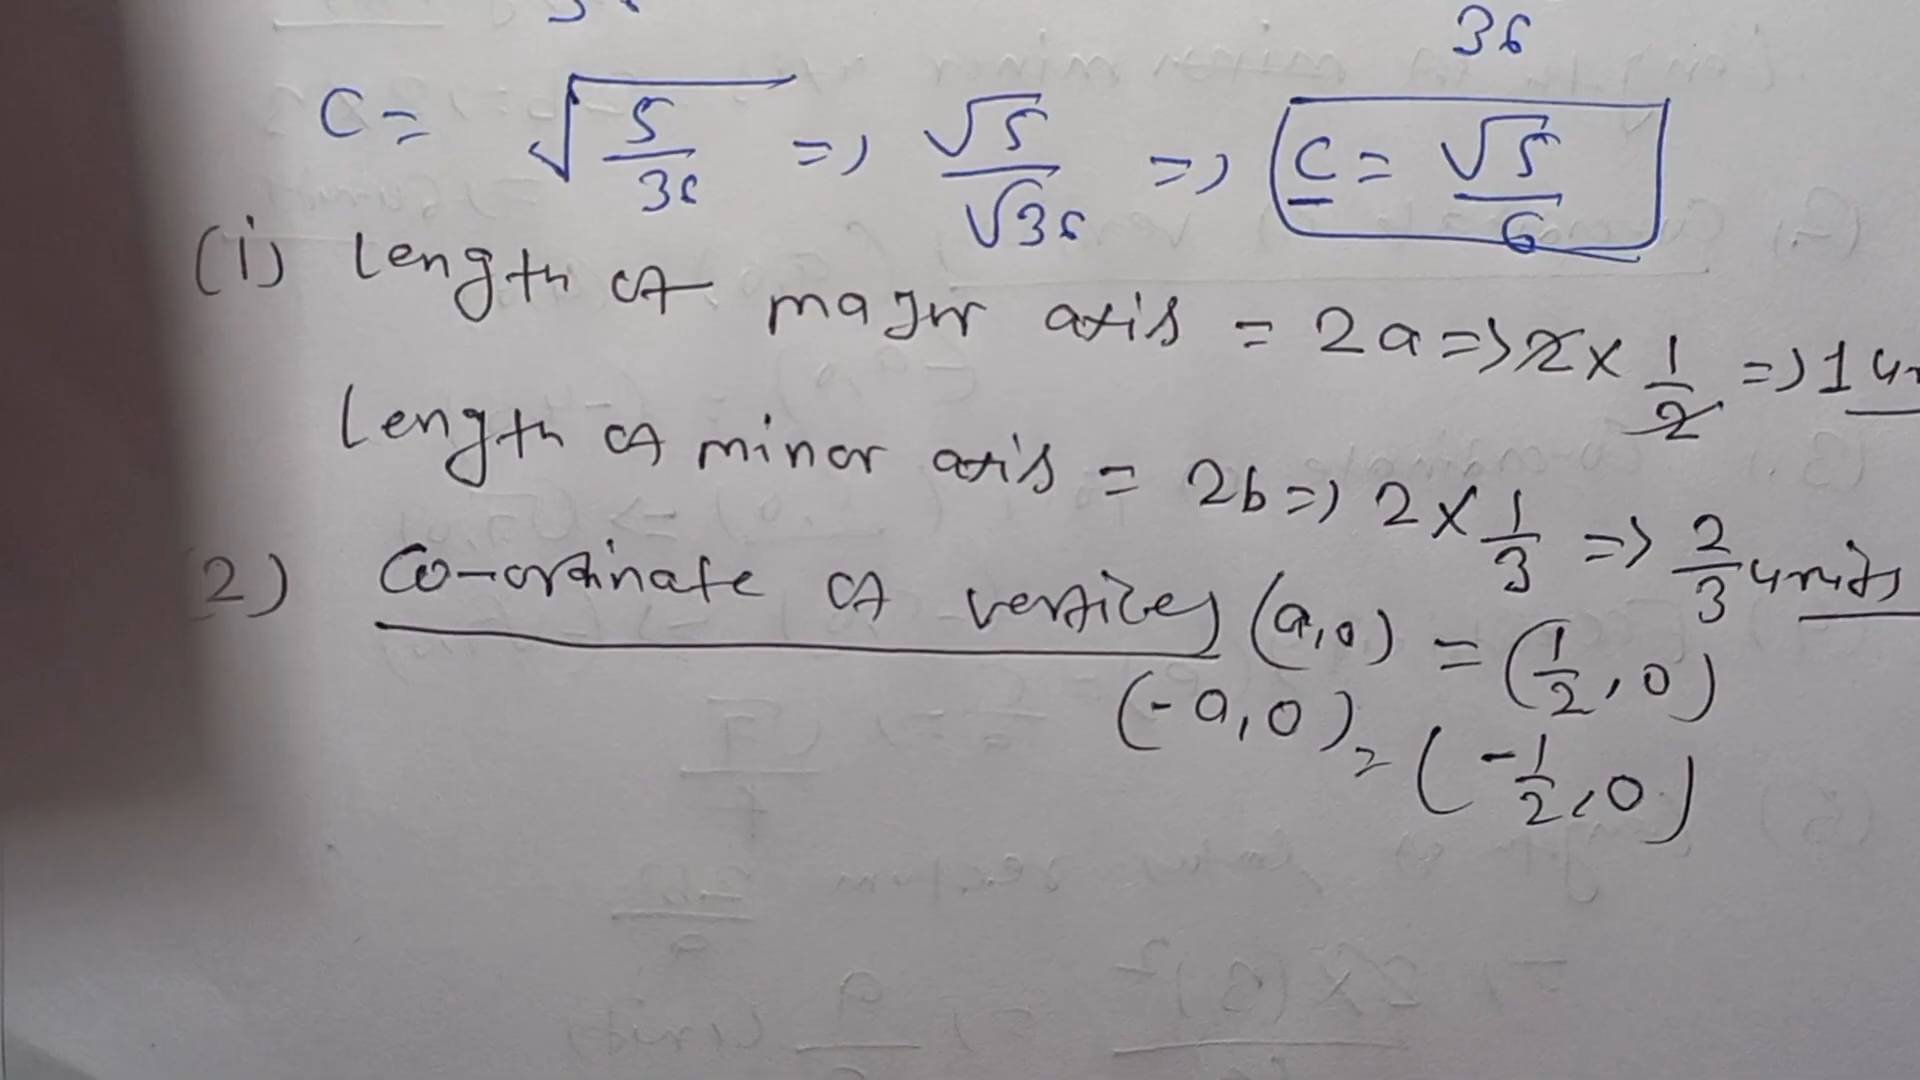 36
C = √5/36 => √5/√36 => C = √5/6
(i) Length of major axis = 2a => 2 × 1/2 => 1
Length of minor axis = 2b => 2 × 1/3 => 2/3 units
2) Co-ordinate of vertices (a,0) = (1/2, 0)
(-a,0) = (-1/2, 0)